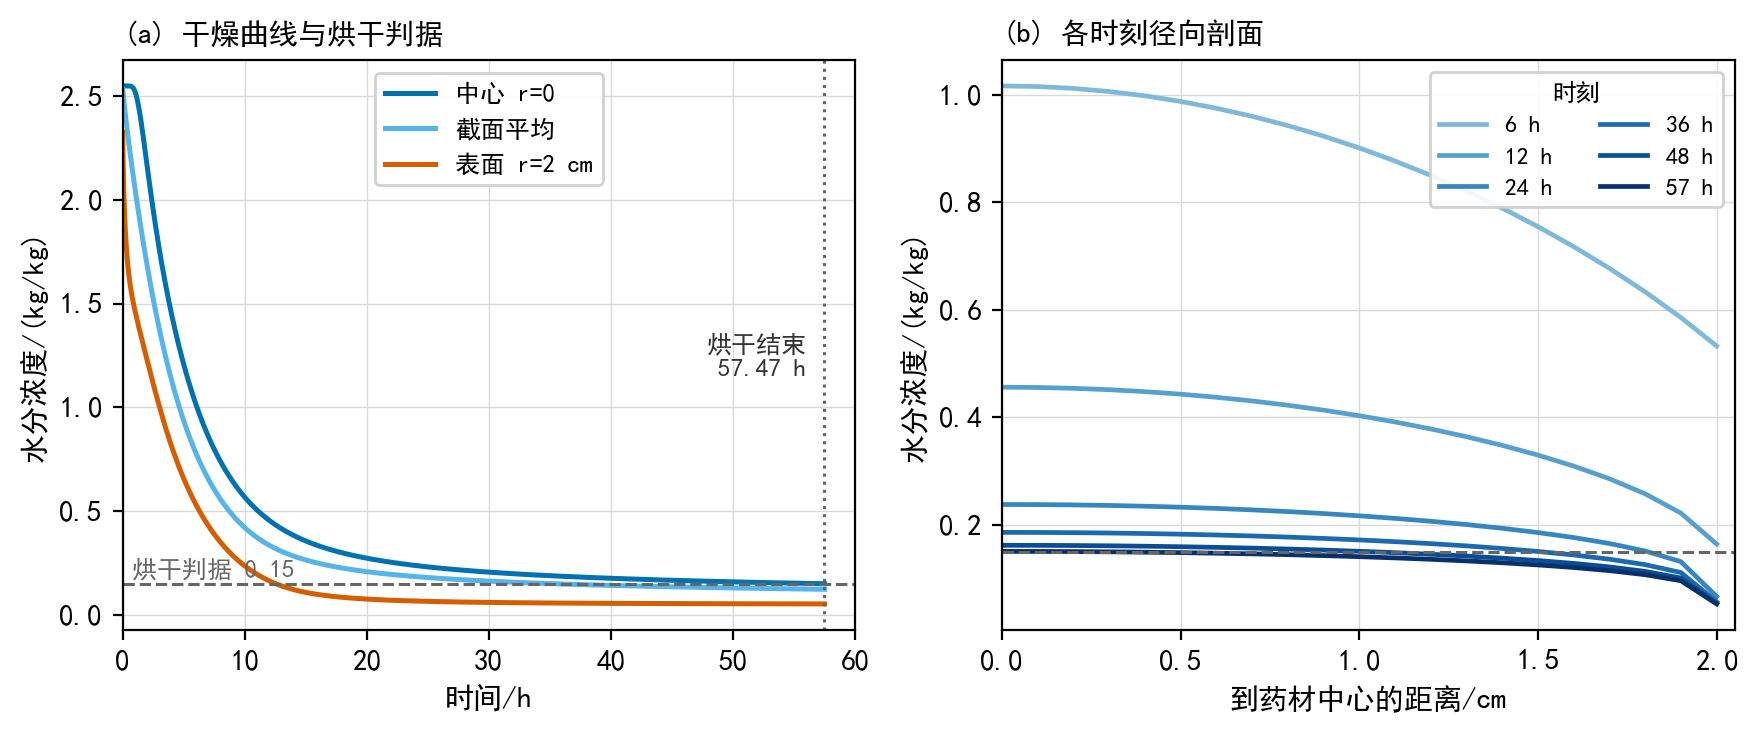 (a) 干燥曲线与烘干判据
水分浓度/(kg/kg)
2.5
2.0
1.5
1.0
0.5
0.0
中心 r=0
截面平均
表面 r=2 cm
烘干结束
57.47 h
烘干判据 0.15
0 10 20 30 40 50 60
时间/h
(b) 各时刻径向剖面
水分浓度/(kg/kg)
1.0
0.8
0.6
0.4
0.2
时刻
6 h 36 h
12 h 48 h
24 h 57 h
0.0 0.5 1.0 1.5 2.0
到药材中心的距离/cm